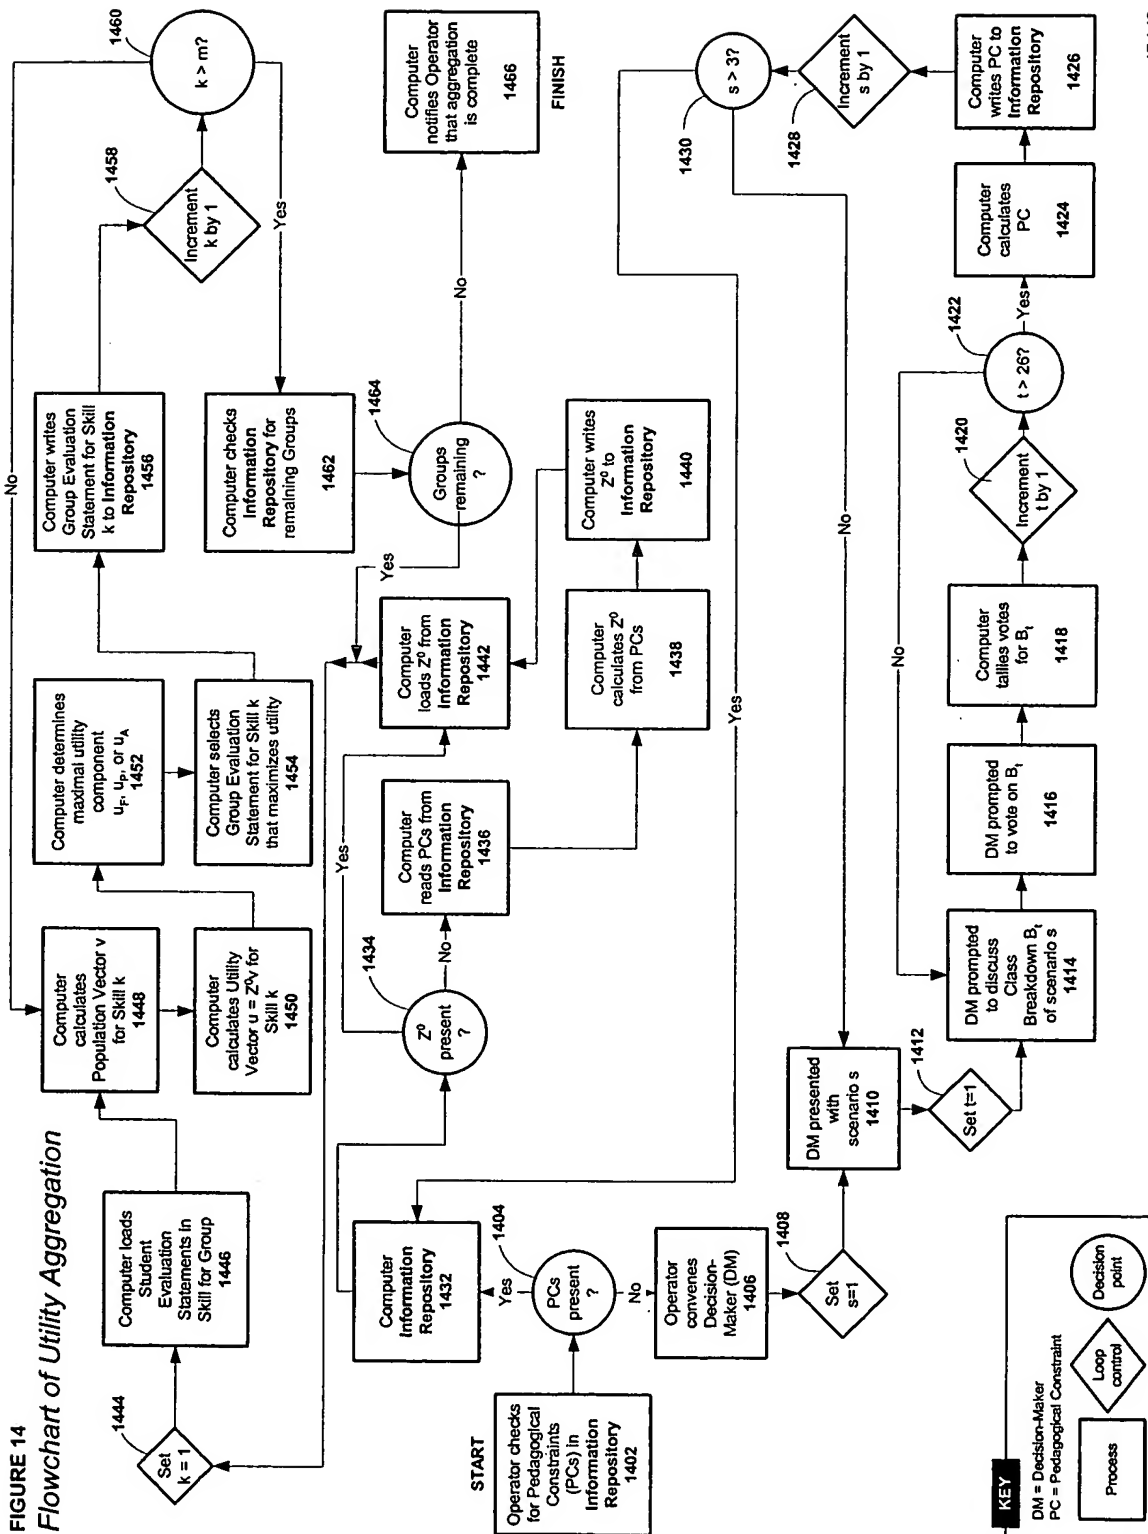 FIGURE 14
Flowchart of Utility Aggregation
START
Operator checks
for Pedagogical
Constraints
(PCs) in
Information
Repository
1402
1404
PCs
present
?
Yes
No
Operator
convenes
Decision-
Maker (DM)
1406
1408
Set
s=1
DM presented
with
scenario s
1410
1412
Set t=1
DM prompted
to discuss
Class
Breakdown Bt
of scenario s
1414
DM prompted
to vote on Bt
1416
Computer
tallies votes
for Bt
1418
1420
Increment
t by 1
1422
t > 26?
No
Yes
Computer
calculates
PC
1424
Computer
writes PC to
Information
Repository
1426
Increment
s by 1
1428
s > 3?
1430
No
Yes
Computer
Information
Repository
1432
1434
Z⁰
present
?
Yes
No
Computer
reads PCs from
Information
Repository
1436
Computer
calculates Z⁰
from PCs
1438
Computer writes
Z⁰ to
Information
Repository
1440
Computer
loads Z⁰ from
Information
Repository
1442
1444
Set
k = 1
Computer loads
Student
Evaluation
Statements in
Skill for Group
1446
Computer
calculates
Population Vector v
for Skill k
1448
Computer
calculates Utility
Vector u = Z⁰v for
Skill k
1450
Computer determines
maximal utility
component
uF, uP, or uA
1452
Computer selects
Group Evaluation
Statement for Skill k
that maximizes utility
1454
Computer writes
Group Evaluation
Statement for Skill
k to Information
Repository
1456
1458
Increment
k by 1
1460
k > m?
No
Yes
Computer checks
Information
Repository for
remaining Groups
1462
1464
Groups
remaining
?
Yes
No
Computer
notifies Operator
that aggregation
is complete
1466
FINISH
KEY
DM = Decision-Maker
PC = Pedagogical Constraint
Process
Loop
control
Decision
point